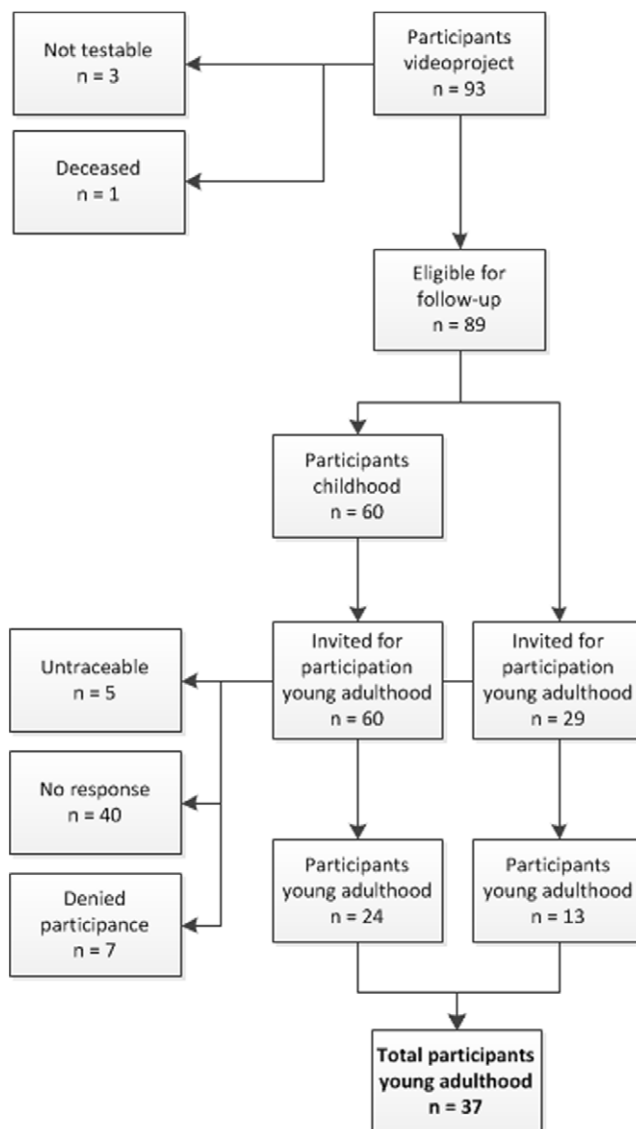 Not testable
n = 3
Participants
videoproject
n = 93
Deceased
n = 1
Eligible for
follow-up
n = 89
Participants
childhood
n = 60
Untraceable
n = 5
Invited for
participation
young adulthood
n = 60
Invited for
participation
young adulthood
n = 29
No response
n = 40
Denied
participance
n = 7
Participants
young adulthood
n = 24
Participants
young adulthood
n = 13
Total participants
young adulthood
n = 37